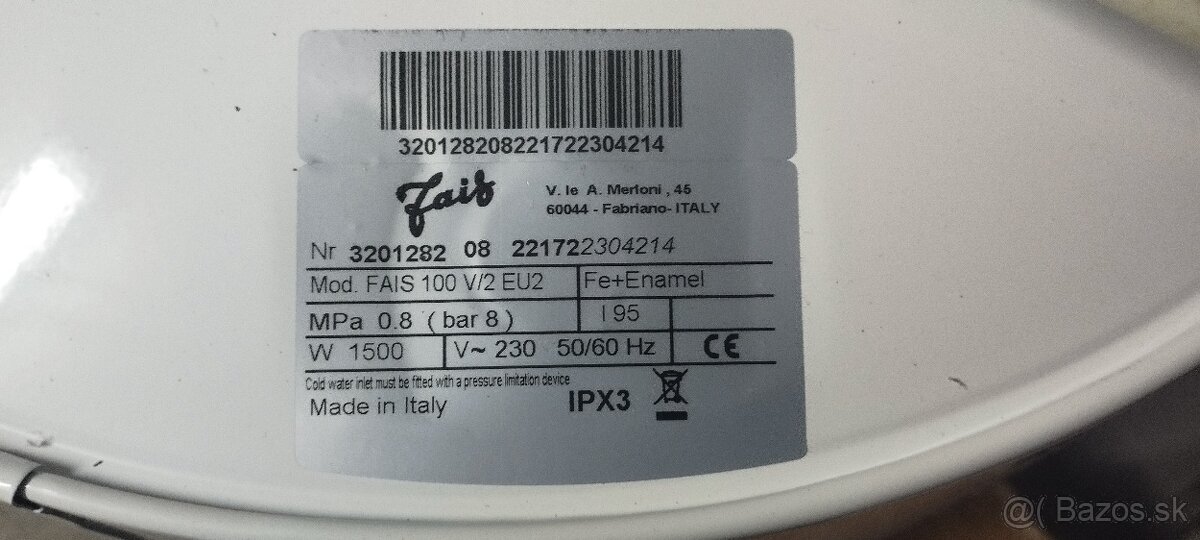 320128208221722304214
Fais
V. le A. Merloni , 45
60044 - Fabriano- ITALY
Nr 3201282 08 221722304214
Mod. FAIS 100 V/2 EU2 Fe+Enamel
MPa 0.8 ( bar 8 ) l 95
W 1500 V~ 230 50/60 Hz CE
Cold water inlet must be fitted with a pressure limitation device
Made in Italy IPX3
@( Bazos.sk